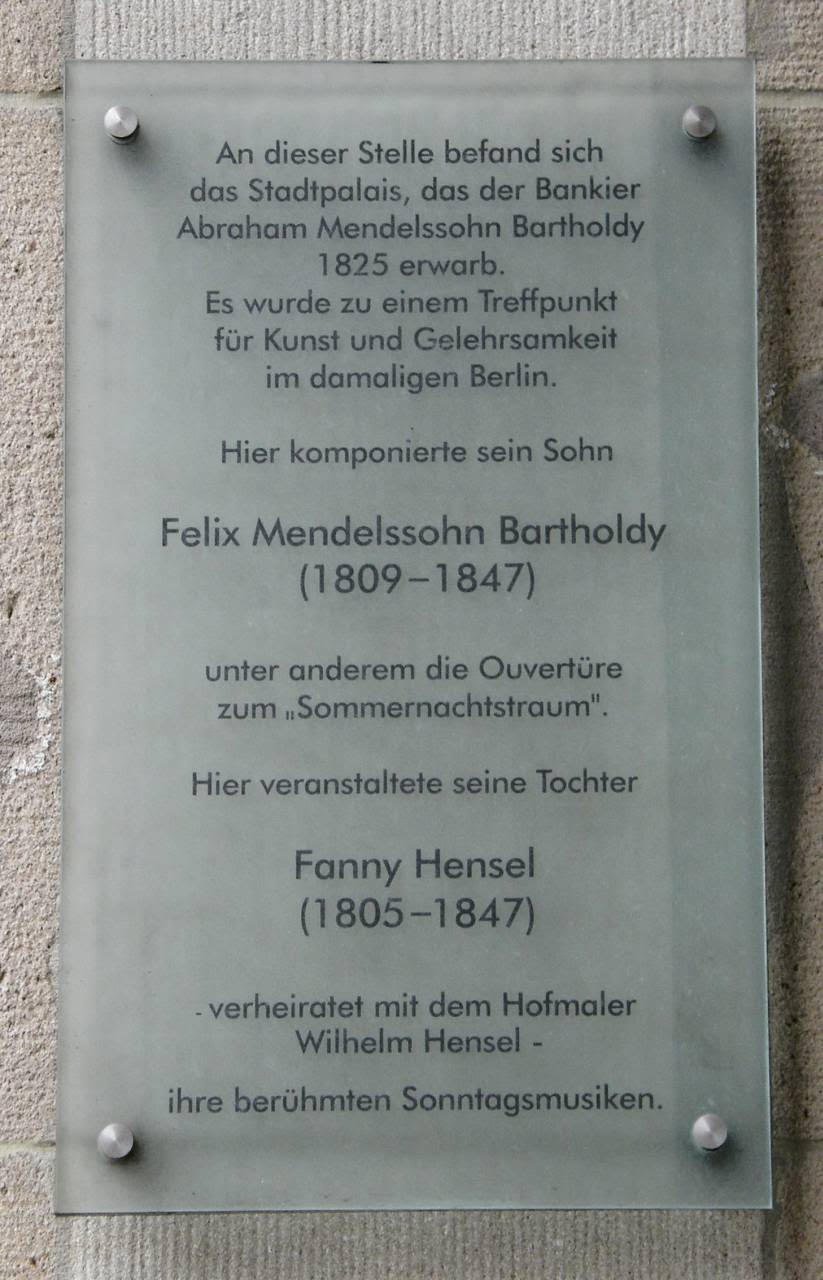 An dieser Stelle befand sich
das Stadtpalais, das der Bankier
Abraham Mendelssohn Bartholdy
1825 erwarb.
Es wurde zu einem Treffpunkt
für Kunst und Gelehrsamkeit
im damaligen Berlin.
Hier komponierte sein Sohn
Felix Mendelssohn Bartholdy
(1809–1847)
unter anderem die Ouvertüre
zum „Sommernachtstraum".
Hier veranstaltete seine Tochter
Fanny Hensel
(1805–1847)
- verheiratet mit dem Hofmaler
Wilhelm Hensel -
ihre berühmten Sonntagsmusiken.